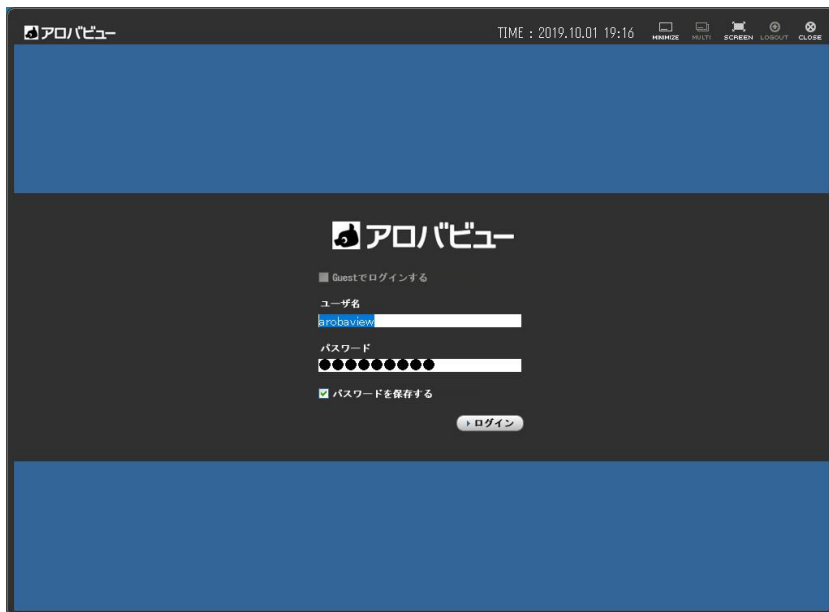 アロバビュー
TIME : 2019.10.01 19:16
MINIMIZE
MULTI
SCREEN
LOGOUT
CLOSE
アロバビュー
Guestでログインする
ユーザ名
arobaview
パスワード
●●●●●●●●●
パスワードを保存する
ログイン